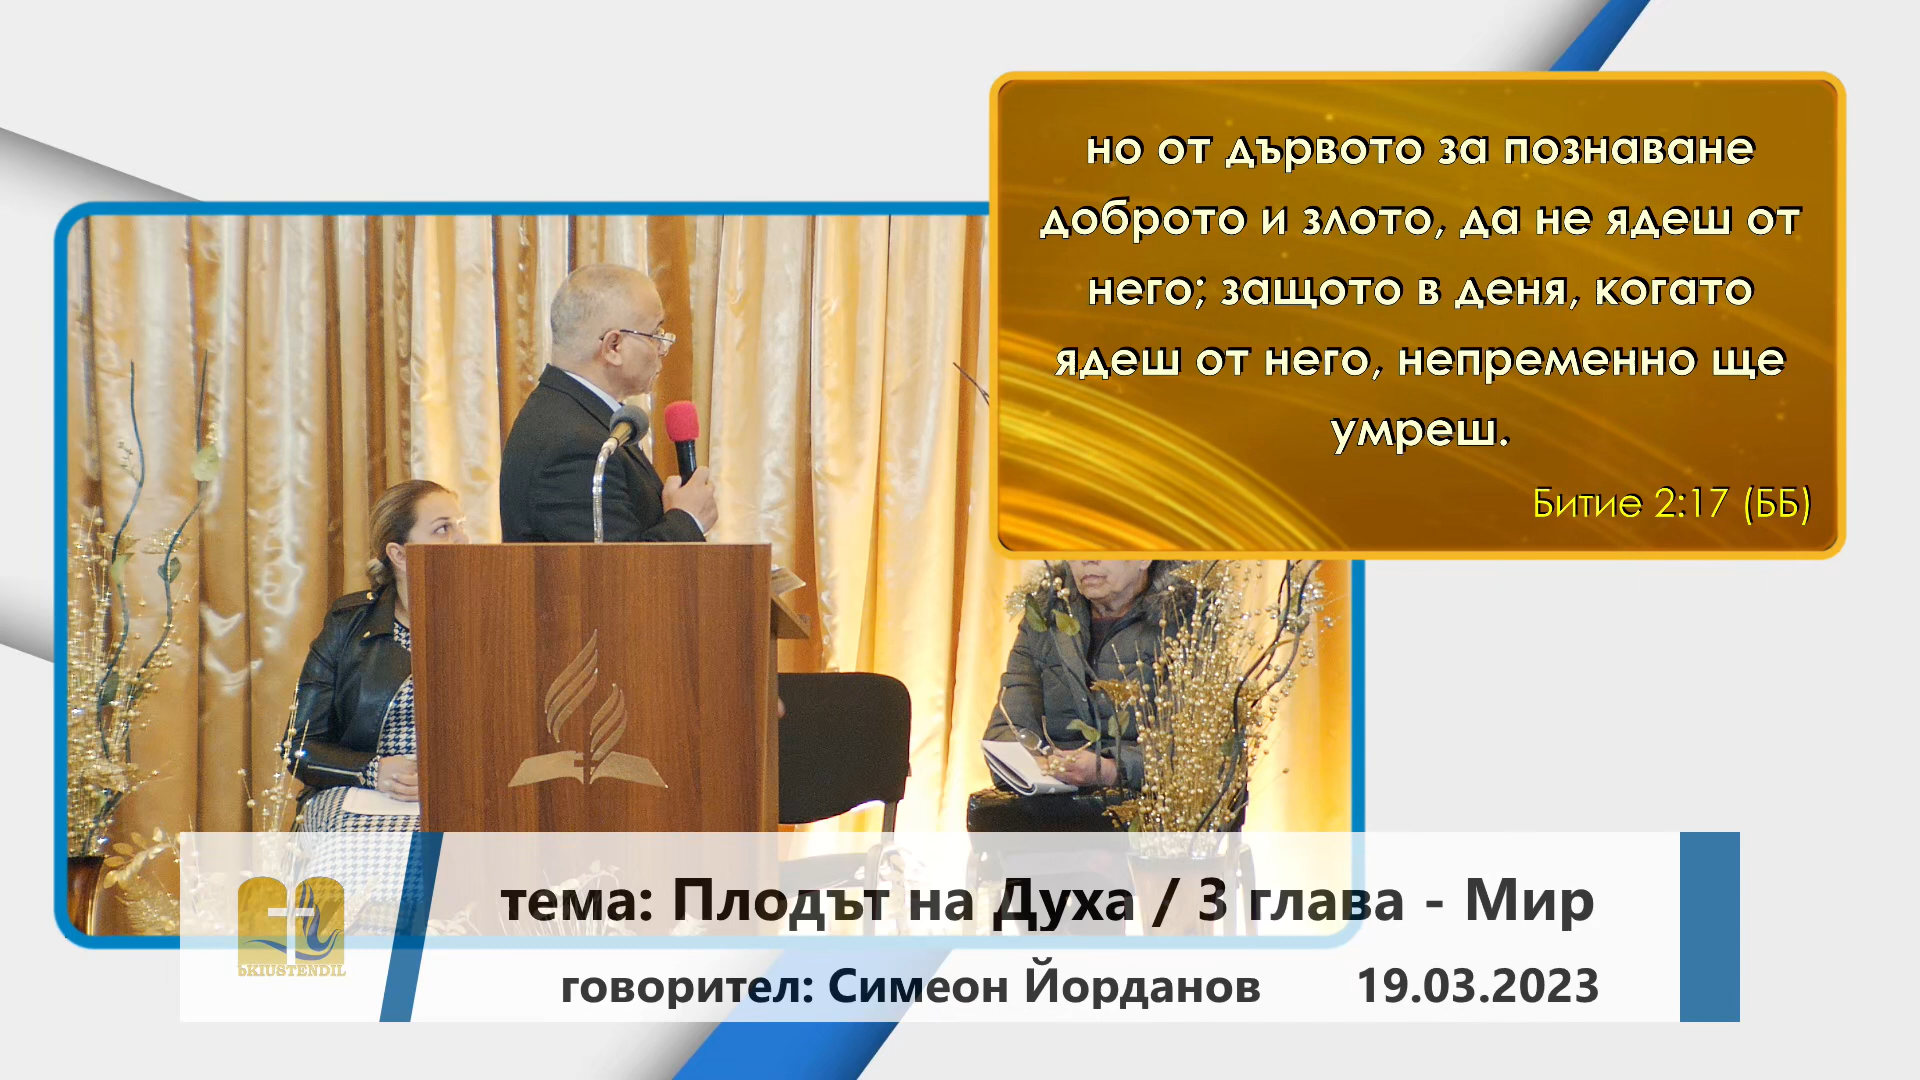 но от дървото за познаване
доброто и злото, да не ядеш от
него; защото в деня, когато
ядеш от него, непременно ще
умреш.
Битие 2:17 (ББ)
тема: Плодът на Духа / 3 глава - Мир
говорител: Симеон Йорданов 19.03.2023
bKIUSTENDIL